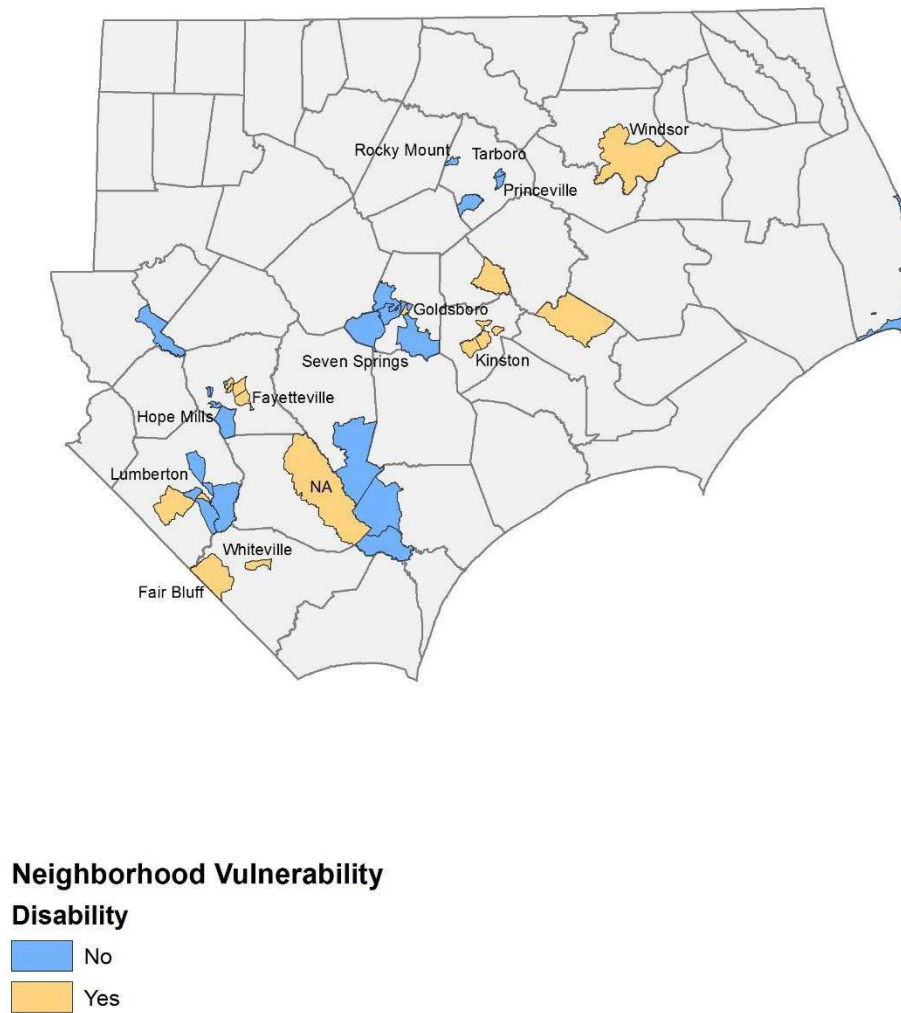 Windsor
Rocky Mount
Tarboro
Princeville
Goldsboro
Seven Springs
Kinston
Fayetteville
Hope Mills
Lumberton
NA
Whiteville
Fair Bluff
Neighborhood Vulnerability
Disability
No
Yes